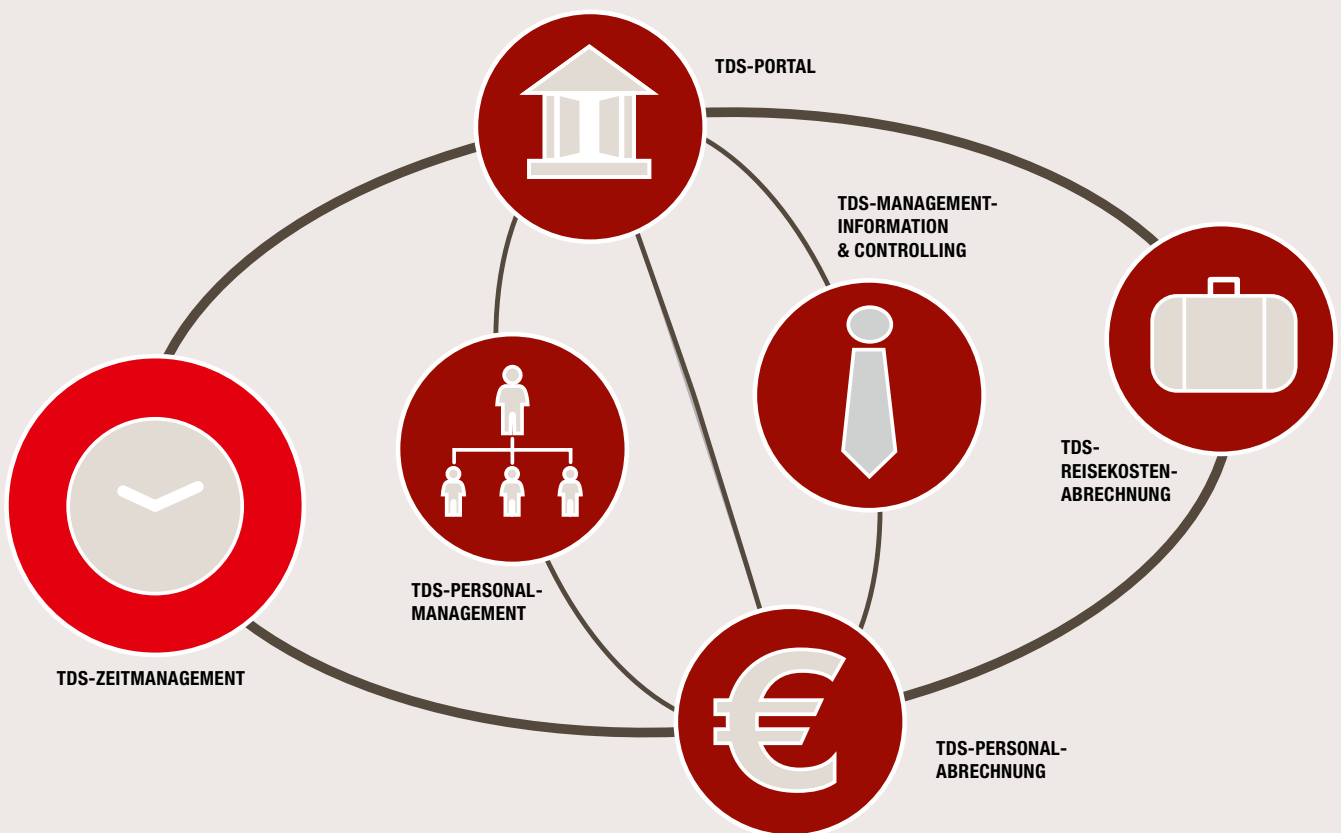 TDS-PORTAL
TDS-MANAGEMENT-
INFORMATION
& CONTROLLING
TDS-
REISEKOSTEN-
ABRECHNUNG
TDS-PERSONAL-
MANAGEMENT
TDS-ZEITMANAGEMENT
€
TDS-PERSONAL-
ABRECHNUNG